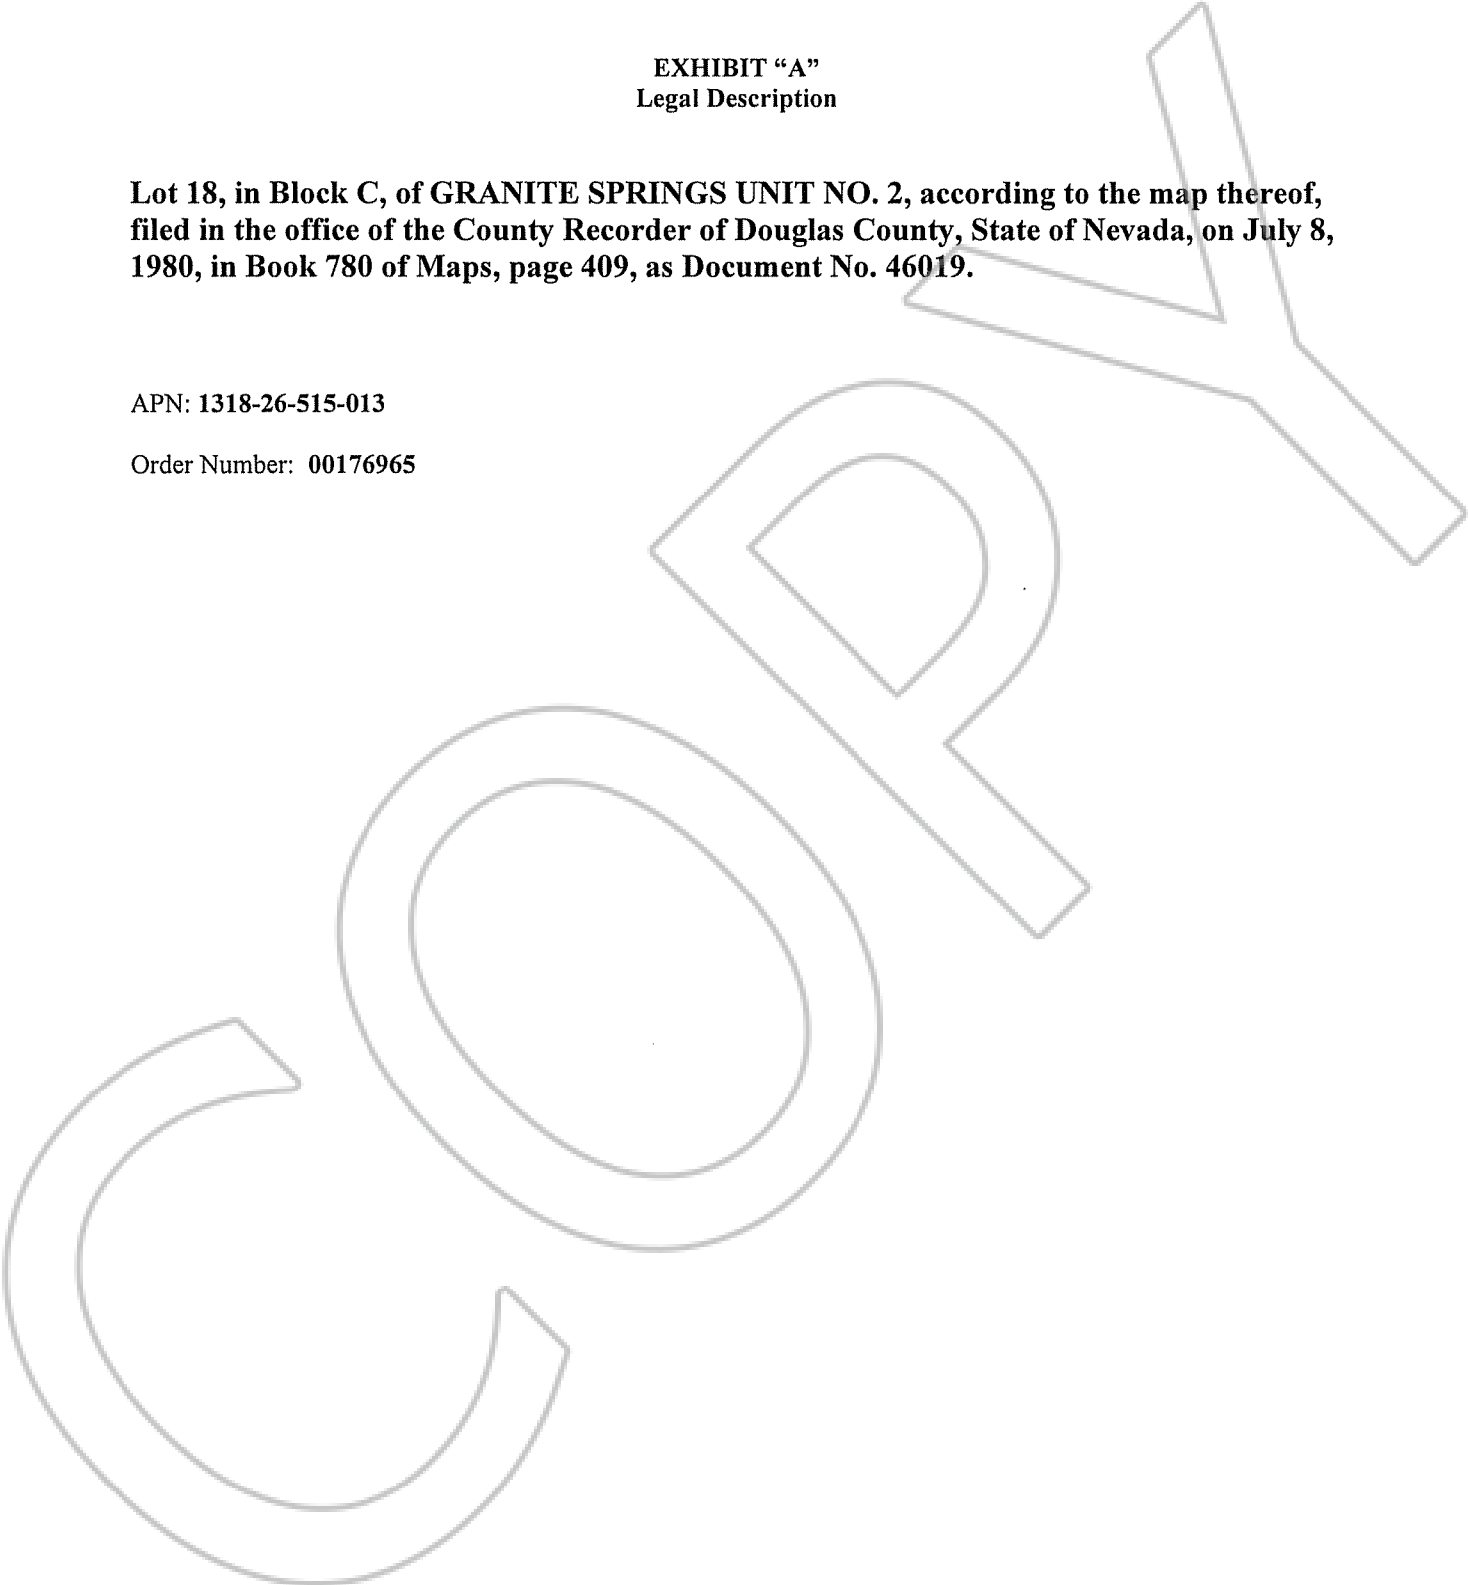 EXHIBIT “A”
Legal Description
Lot 18, in Block C, of GRANITE SPRINGS UNIT NO. 2, according to the map thereof,
filed in the office of the County Recorder of Douglas County, State of Nevada, on July 8,
1980, in Book 780 of Maps, page 409, as Document No. 46019.
APN: 1318-26-515-013
Order Number: 00176965
COPY